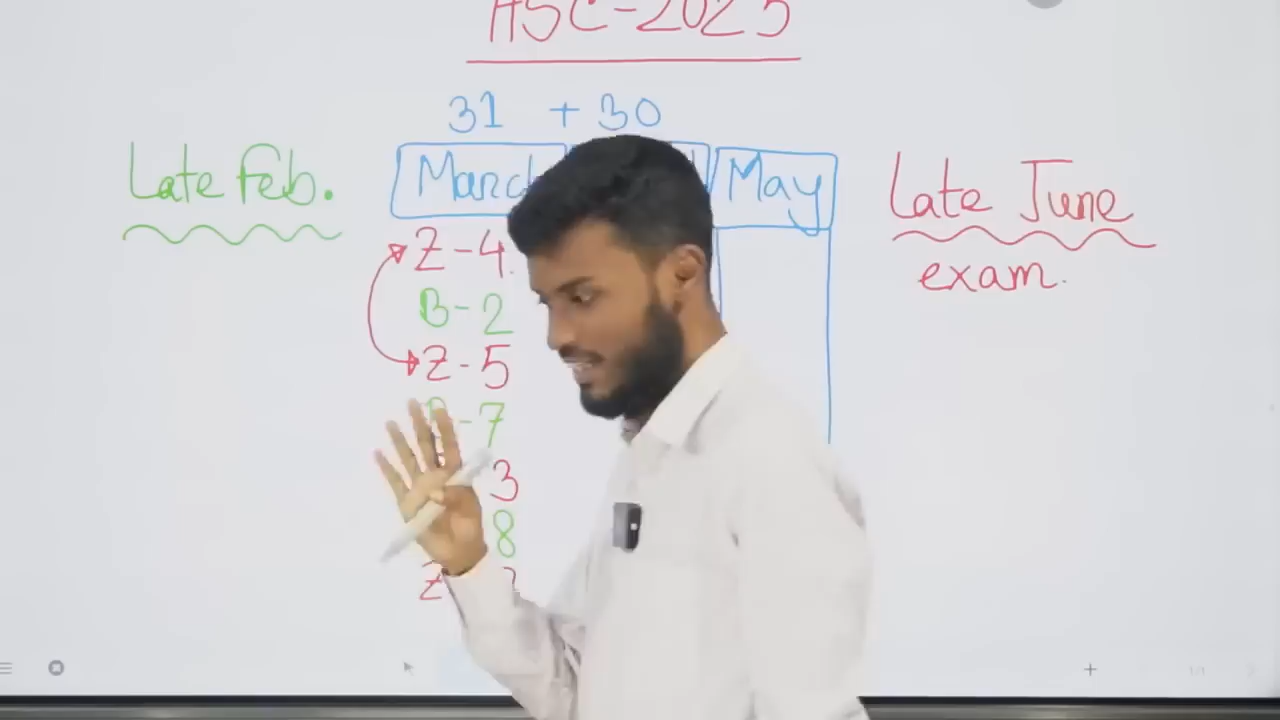 HSC-2025
31 + 30
Late Feb. March May Late June
exam.
Z-4
B-2
Z-5
B-7
3
8
Z